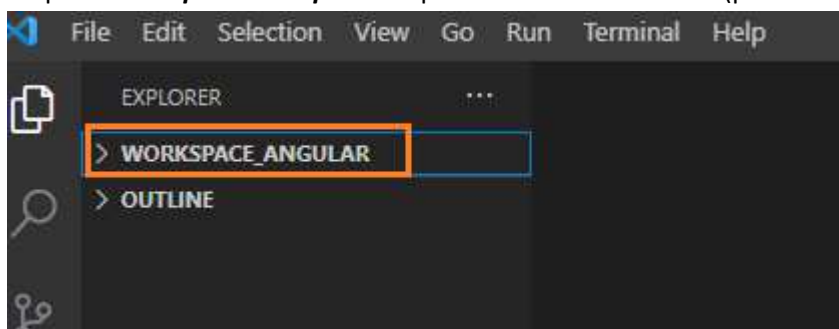 File Edit Selection View Go Run Terminal Help
EXPLORER ...
> WORKSPACE_ANGULAR
> OUTLINE